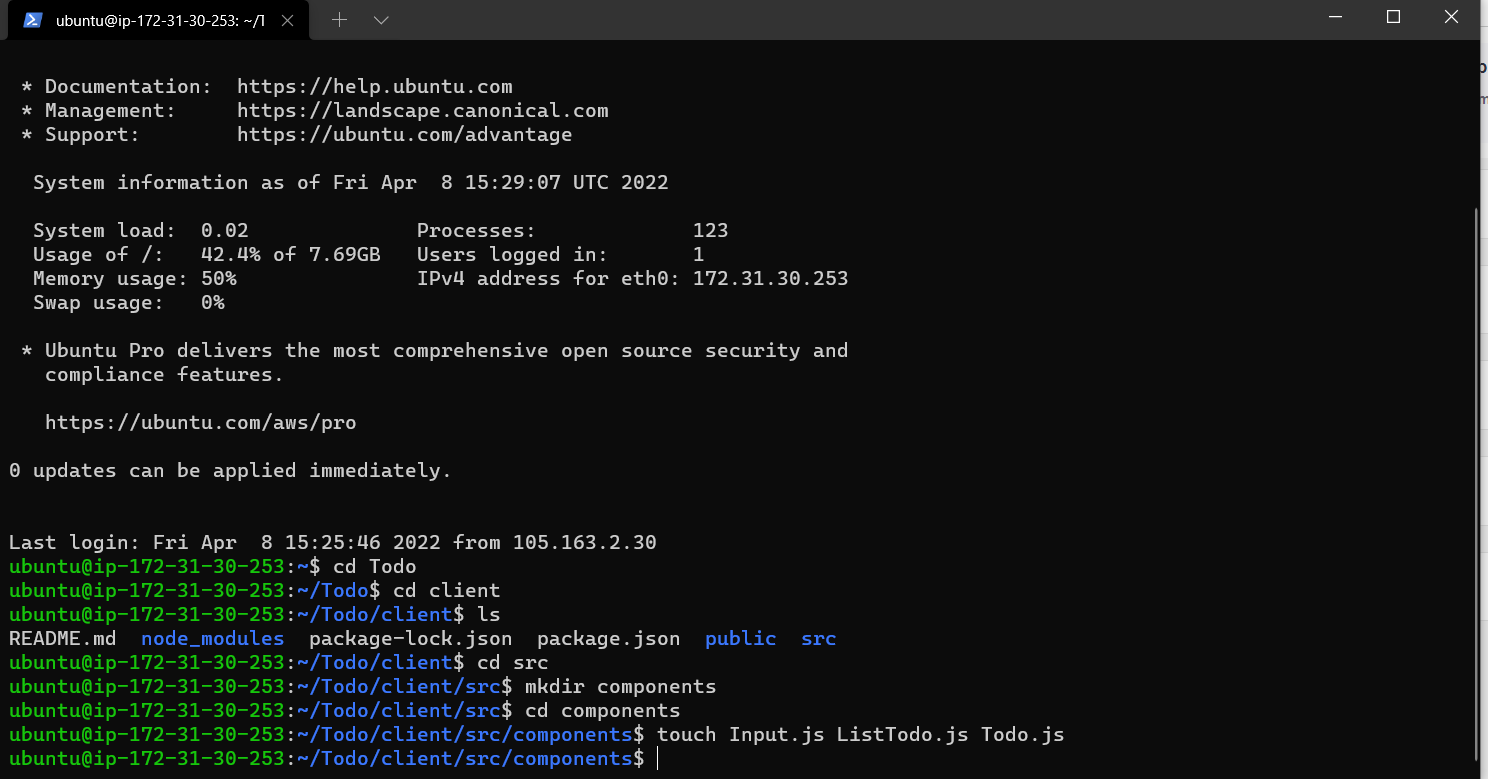 ubuntu@ip-172-31-30-253: ~/T
* Documentation:  https://help.ubuntu.com
* Management:     https://landscape.canonical.com
* Support:        https://ubuntu.com/advantage
System information as of Fri Apr  8 15:29:07 UTC 2022
System load:  0.02              Processes:             123
Usage of /:   42.4% of 7.69GB   Users logged in:       1
Memory usage: 50%               IPv4 address for eth0: 172.31.30.253
Swap usage:   0%
* Ubuntu Pro delivers the most comprehensive open source security and
compliance features.
https://ubuntu.com/aws/pro
0 updates can be applied immediately.
Last login: Fri Apr  8 15:25:46 2022 from 105.163.2.30
ubuntu@ip-172-31-30-253:~$ cd Todo
ubuntu@ip-172-31-30-253:~/Todo$ cd client
ubuntu@ip-172-31-30-253:~/Todo/client$ ls
README.md  node_modules  package-lock.json  package.json  public  src
ubuntu@ip-172-31-30-253:~/Todo/client$ cd src
ubuntu@ip-172-31-30-253:~/Todo/client/src$ mkdir components
ubuntu@ip-172-31-30-253:~/Todo/client/src$ cd components
ubuntu@ip-172-31-30-253:~/Todo/client/src/components$ touch Input.js ListTodo.js Todo.js
ubuntu@ip-172-31-30-253:~/Todo/client/src/components$